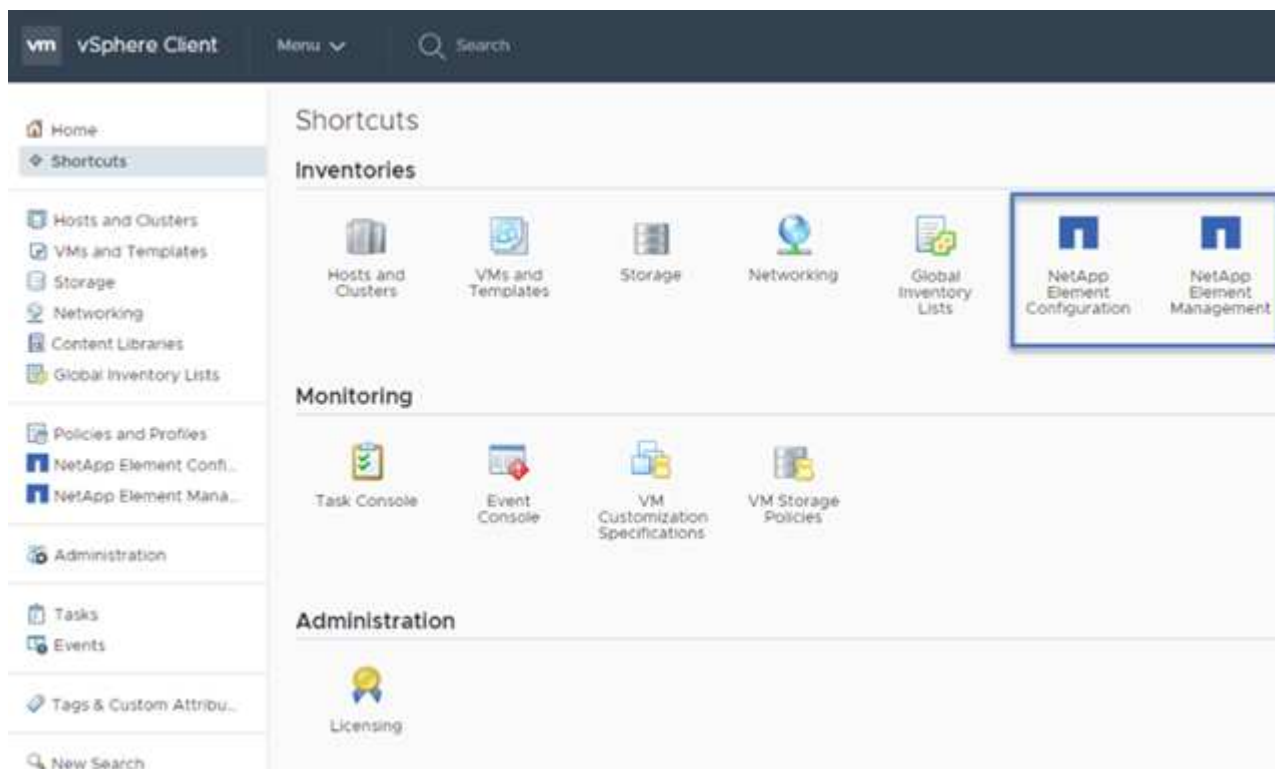 vm vSphere Client Menu Search
Home
Shortcuts
Hosts and Clusters
VMs and Templates
Storage
Networking
Content Libraries
Global Inventory Lists
Policies and Profiles
NetApp Element Confi...
NetApp Element Mana...
Administration
Tasks
Events
Tags & Custom Attribu...
New Search
Shortcuts
Inventories
Hosts and
Clusters
VMs and
Templates
Storage
Networking
Global
Inventory
Lists
NetApp
Element
Configuration
NetApp
Element
Management
Monitoring
Task Console
Event
Console
VM
Customization
Specifications
VM Storage
Policies
Administration
Licensing